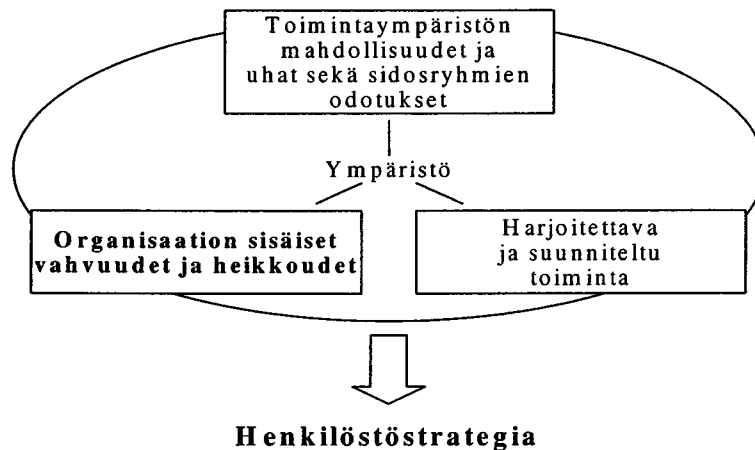 Toimintaympäristön
mahdollisuudet ja
uhat sekä sidosryhmien
odotukset
Ympäristö
Organisaation sisäiset
vahvuudet ja heikkoudet
Harjoitettava
ja suunniteltu
toiminta
Henkilöstöstrategia